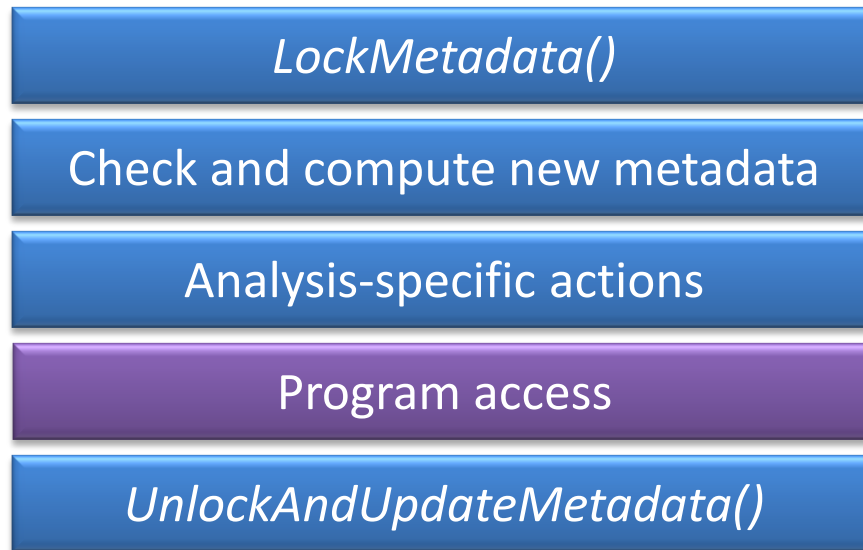 LockMetadata()
Check and compute new metadata
Analysis-specific actions
Program access
UnlockAndUpdateMetadata()